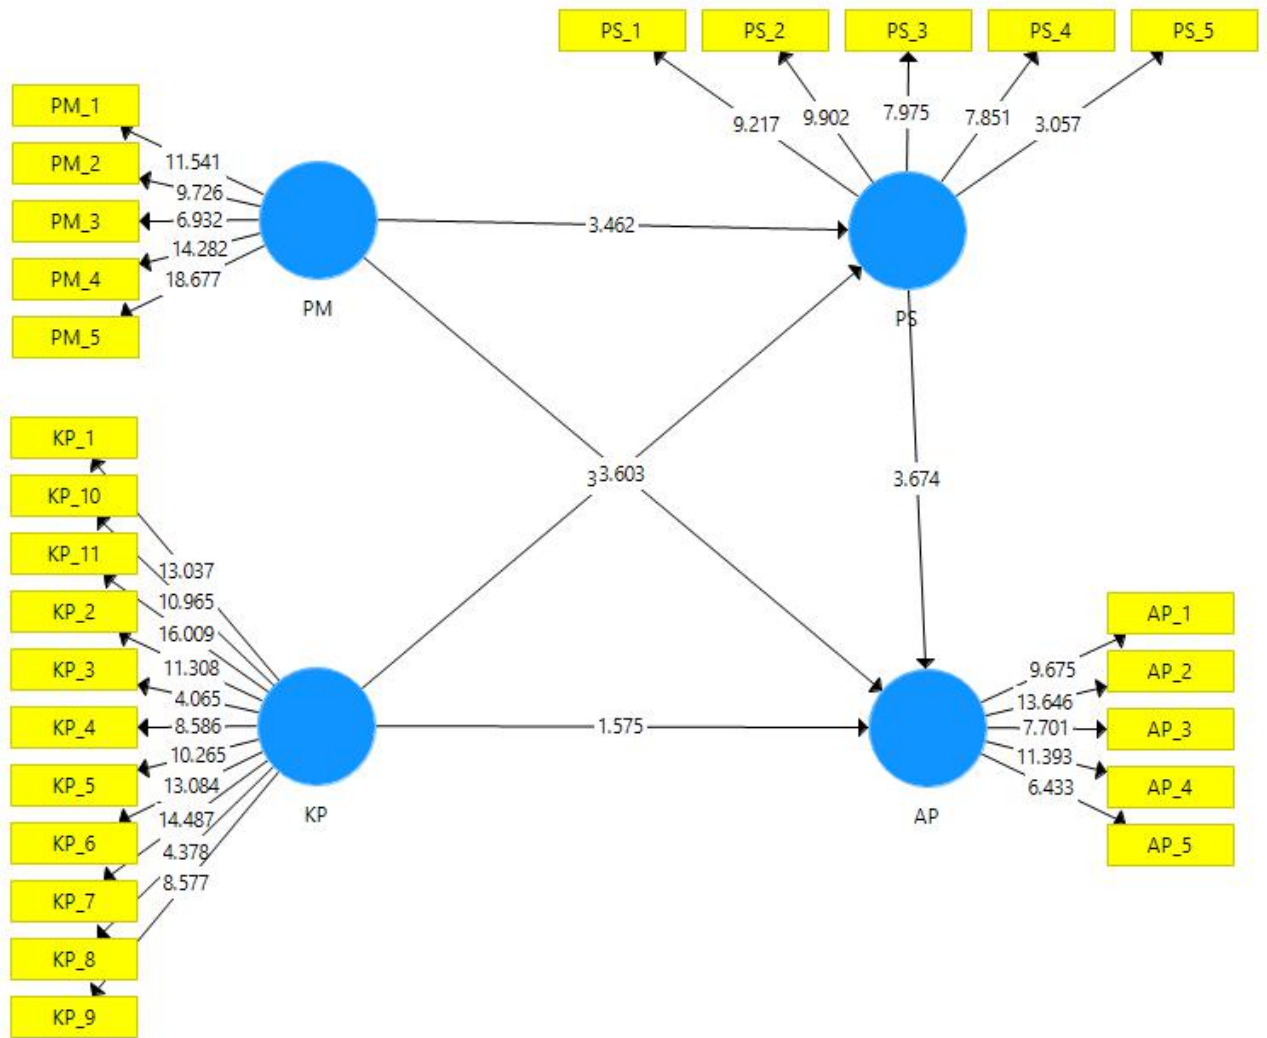 PS_1 PS_2 PS_3 PS_4 PS_5
9.217 9.902 7.975 7.851 3.057
PM_1
PM_2
PM_3
PM_4
PM_5
11.541
9.726
6.932
14.282
18.677
PM
3.462
PS
KP_1
KP_10
KP_11
KP_2
KP_3
KP_4
KP_5
KP_6
KP_7
KP_8
KP_9
13.037
10.965
16.009
11.308
4.065
8.586
10.265
13.084
14.487
4.378
8.577
KP
3.603
3.674
1.575
AP
9.675
13.646
7.701
11.393
6.433
AP_1
AP_2
AP_3
AP_4
AP_5